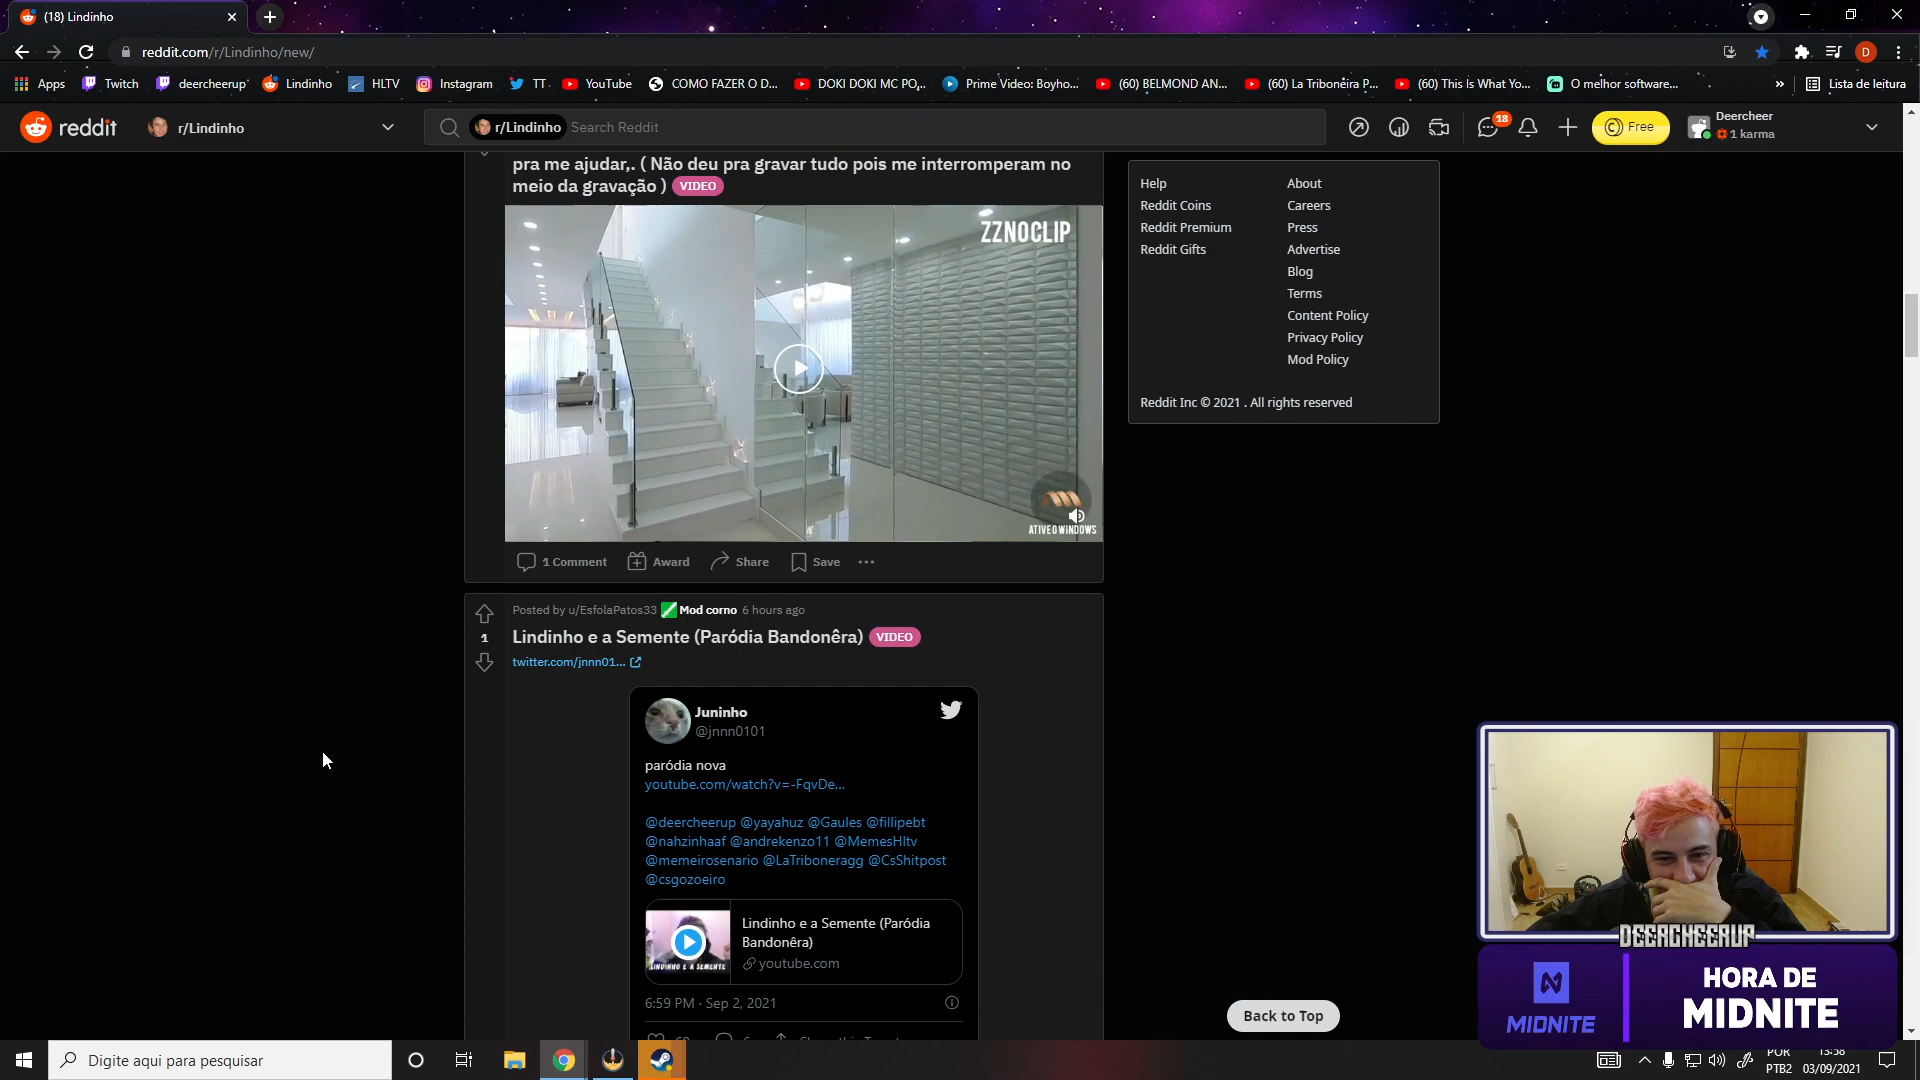 (18) Lindinho
reddit.com/r/Lindinho/new/
Apps Twitch deercheerup Lindinho HLTV Instagram TT YouTube COMO FAZER O D... DOKI DOKI MC PO... Prime Video: Boyho... (60) BELMOND AN... (60) La Triboneira P... (60) This Is What Yo... O melhor software... » Lista de leitura
reddit r/Lindinho r/Lindinho Search Reddit 18 Free Deercheer
1 karma
pra me ajudar,. ( Não deu pra gravar tudo pois me interromperam no
meio da gravação ) VIDEO
ZZNOCLIP
ATIVE O WINDOWS
1 Comment Award Share Save
Posted by u/EsfolaPatos33 Mod corno 6 hours ago
1
Lindinho e a Semente (Paródia Bandonêra) VIDEO
twitter.com/jnnn01...
Juninho
@jnnn0101
paródia nova
youtube.com/watch?v=-FqvDe...
@deercheerup @yayahuz @Gaules @fillipebt
@nahzinhaaf @andrekenzo11 @MemesHltv
@memeirosenario @LaTriboneragg @CsShitpost
@csgozoeiro
LINDINHO E A SEMENTE
Lindinho e a Semente (Paródia
Bandonêra)
youtube.com
6:59 PM · Sep 2, 2021
Help About
Reddit Coins Careers
Reddit Premium Press
Reddit Gifts Advertise
Blog
Terms
Content Policy
Privacy Policy
Mod Policy
Reddit Inc © 2021 . All rights reserved
Back to Top
DEERCHEERUP
MIDNITE
HORA DE
MIDNITE
Digite aqui para pesquisar
POR
PTB2
13:58
03/09/2021